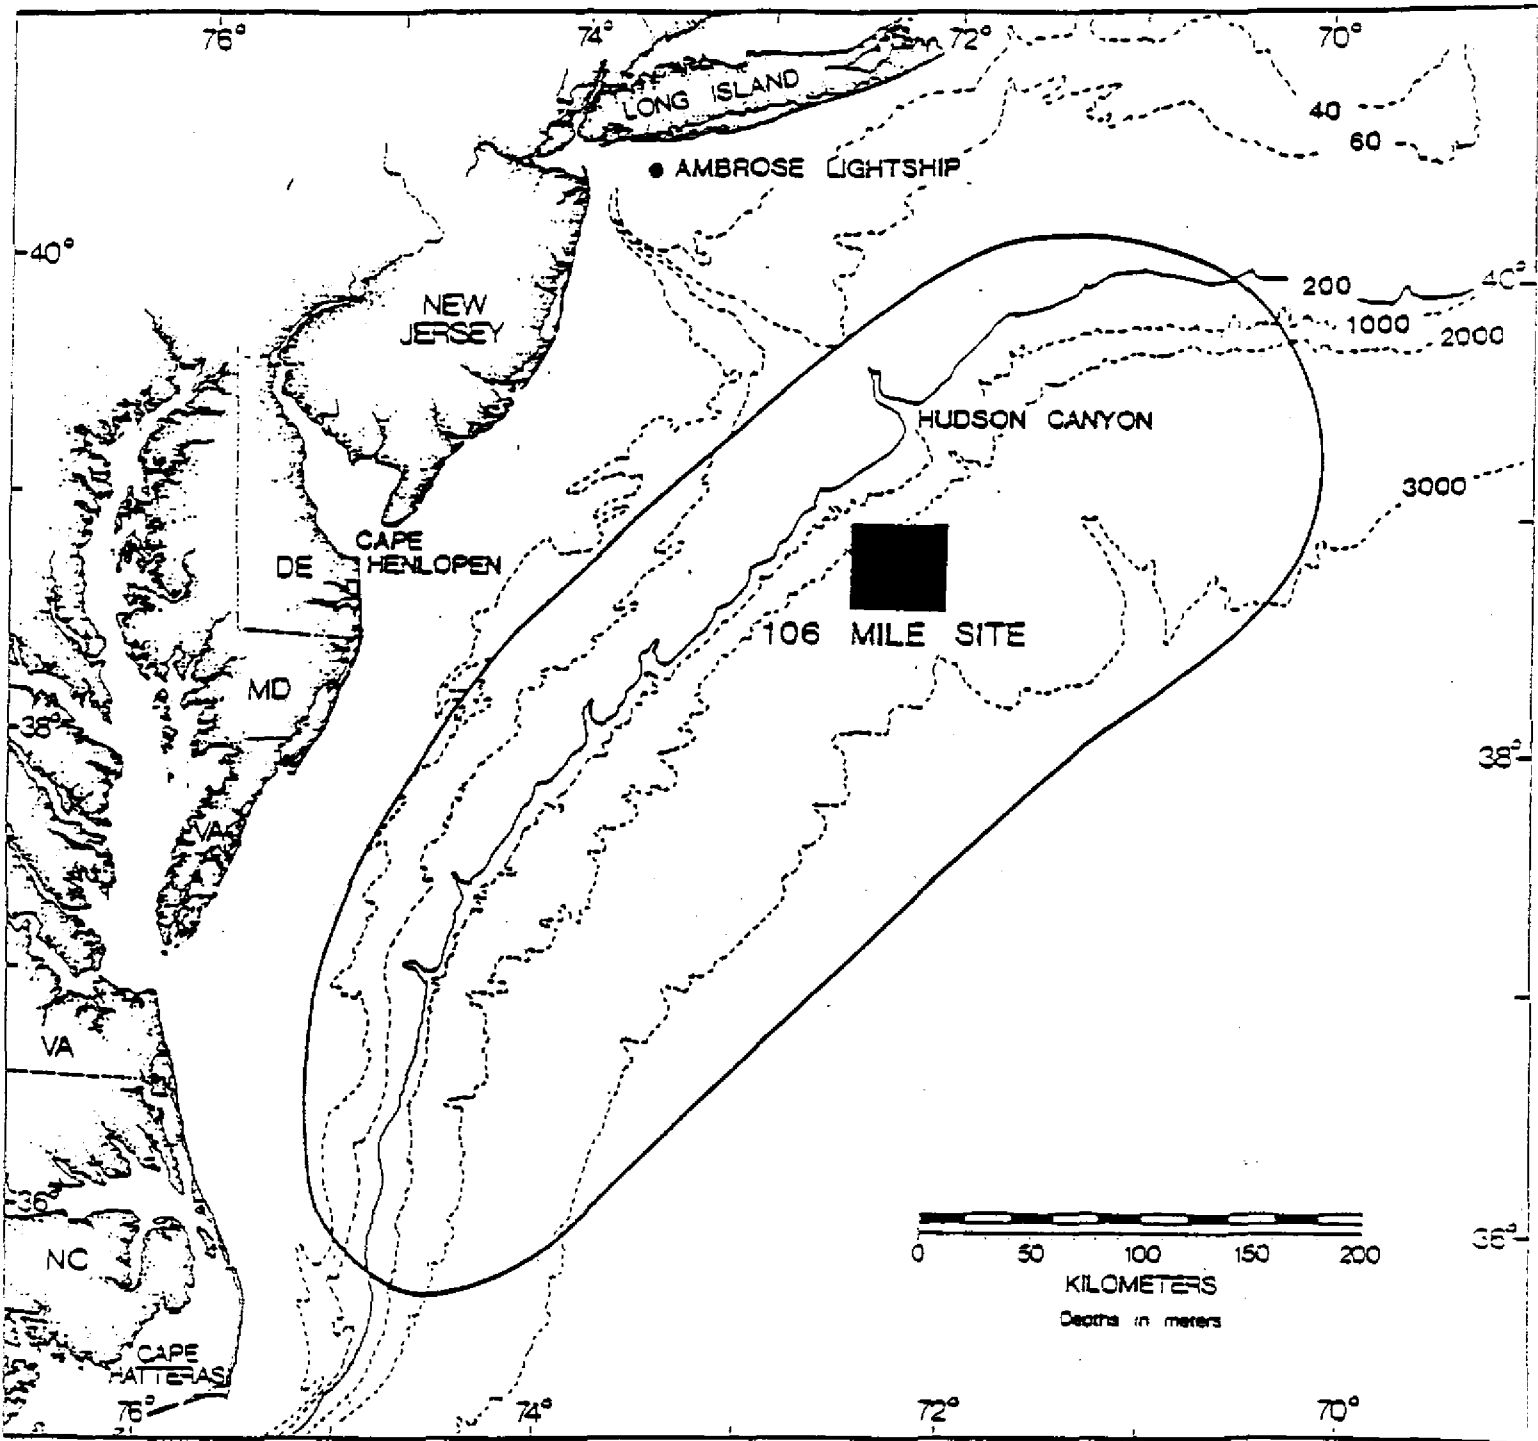 76°
74°
72°
70°
LONG ISLAND
40
60
AMBROSE LIGHTSHIP
40°
40°
200
NEW
JERSEY
1000
2000
HUDSON CANYON
3000
CAPE
HENLOPEN
DE
106 MILE SITE
MD
38°
38°
VA
VA
36°
36°
NC
0 50 100 150 200
KILOMETERS
Depths in meters
CAPE
HATTERAS
76°
74°
72°
70°